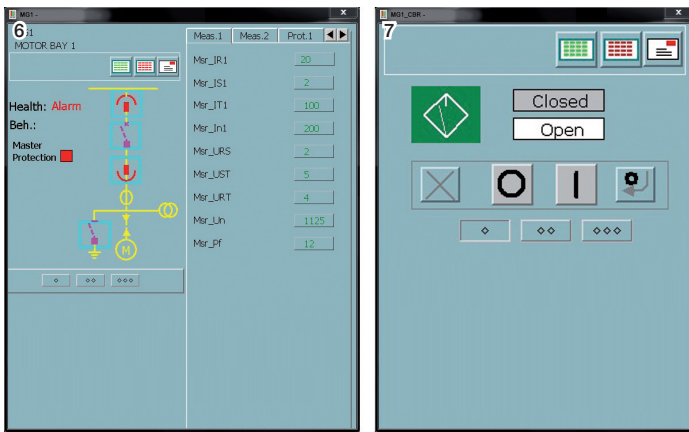 MG1 -
x
6
MOTOR BAY 1
Health: Alarm
Beh.:
Master
Protection
M
Meas.1
Meas.2
Prot.1
Msr_IR1
20
Msr_IS1
2
Msr_IT1
100
Msr_In1
200
Msr_URS
2
Msr_UST
5
Msr_URT
4
Msr_Un
1125
Msr_Pf
12
MG1_CBR -
x
7
Closed
Open